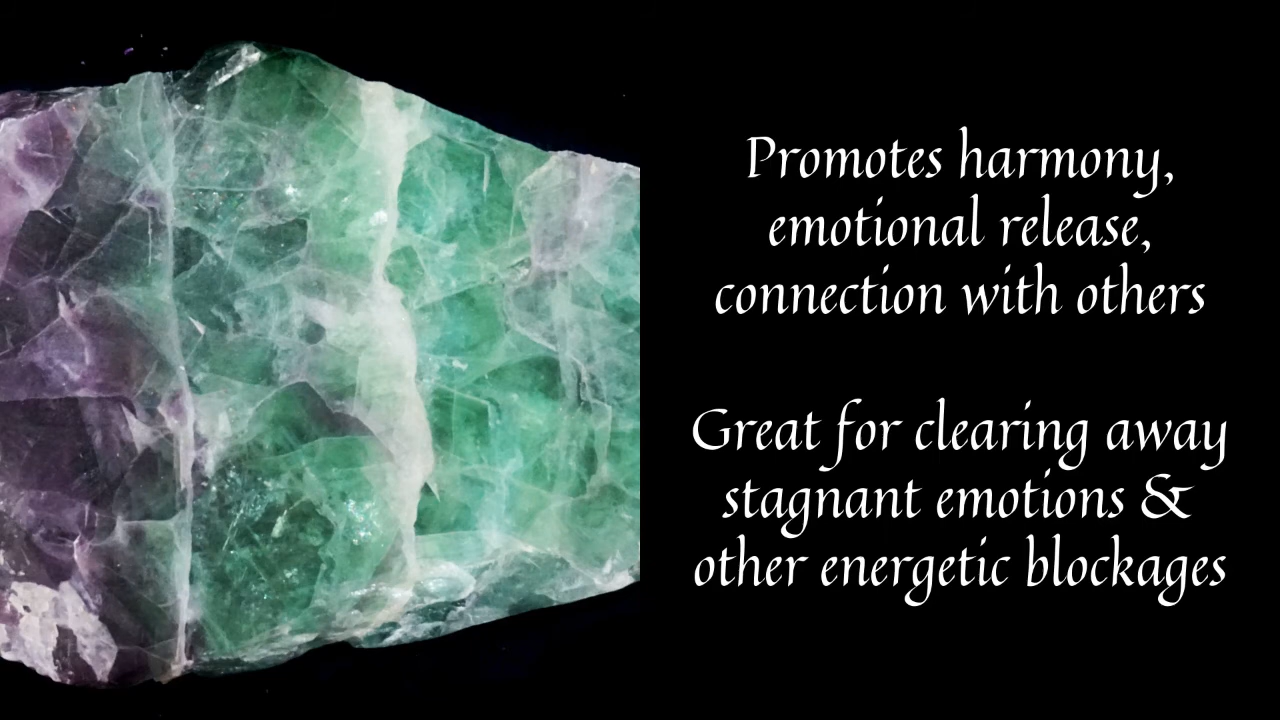 Promotes harmony,
emotional release,
connection with others
Great for clearing away
stagnant emotions &
other energetic blockages